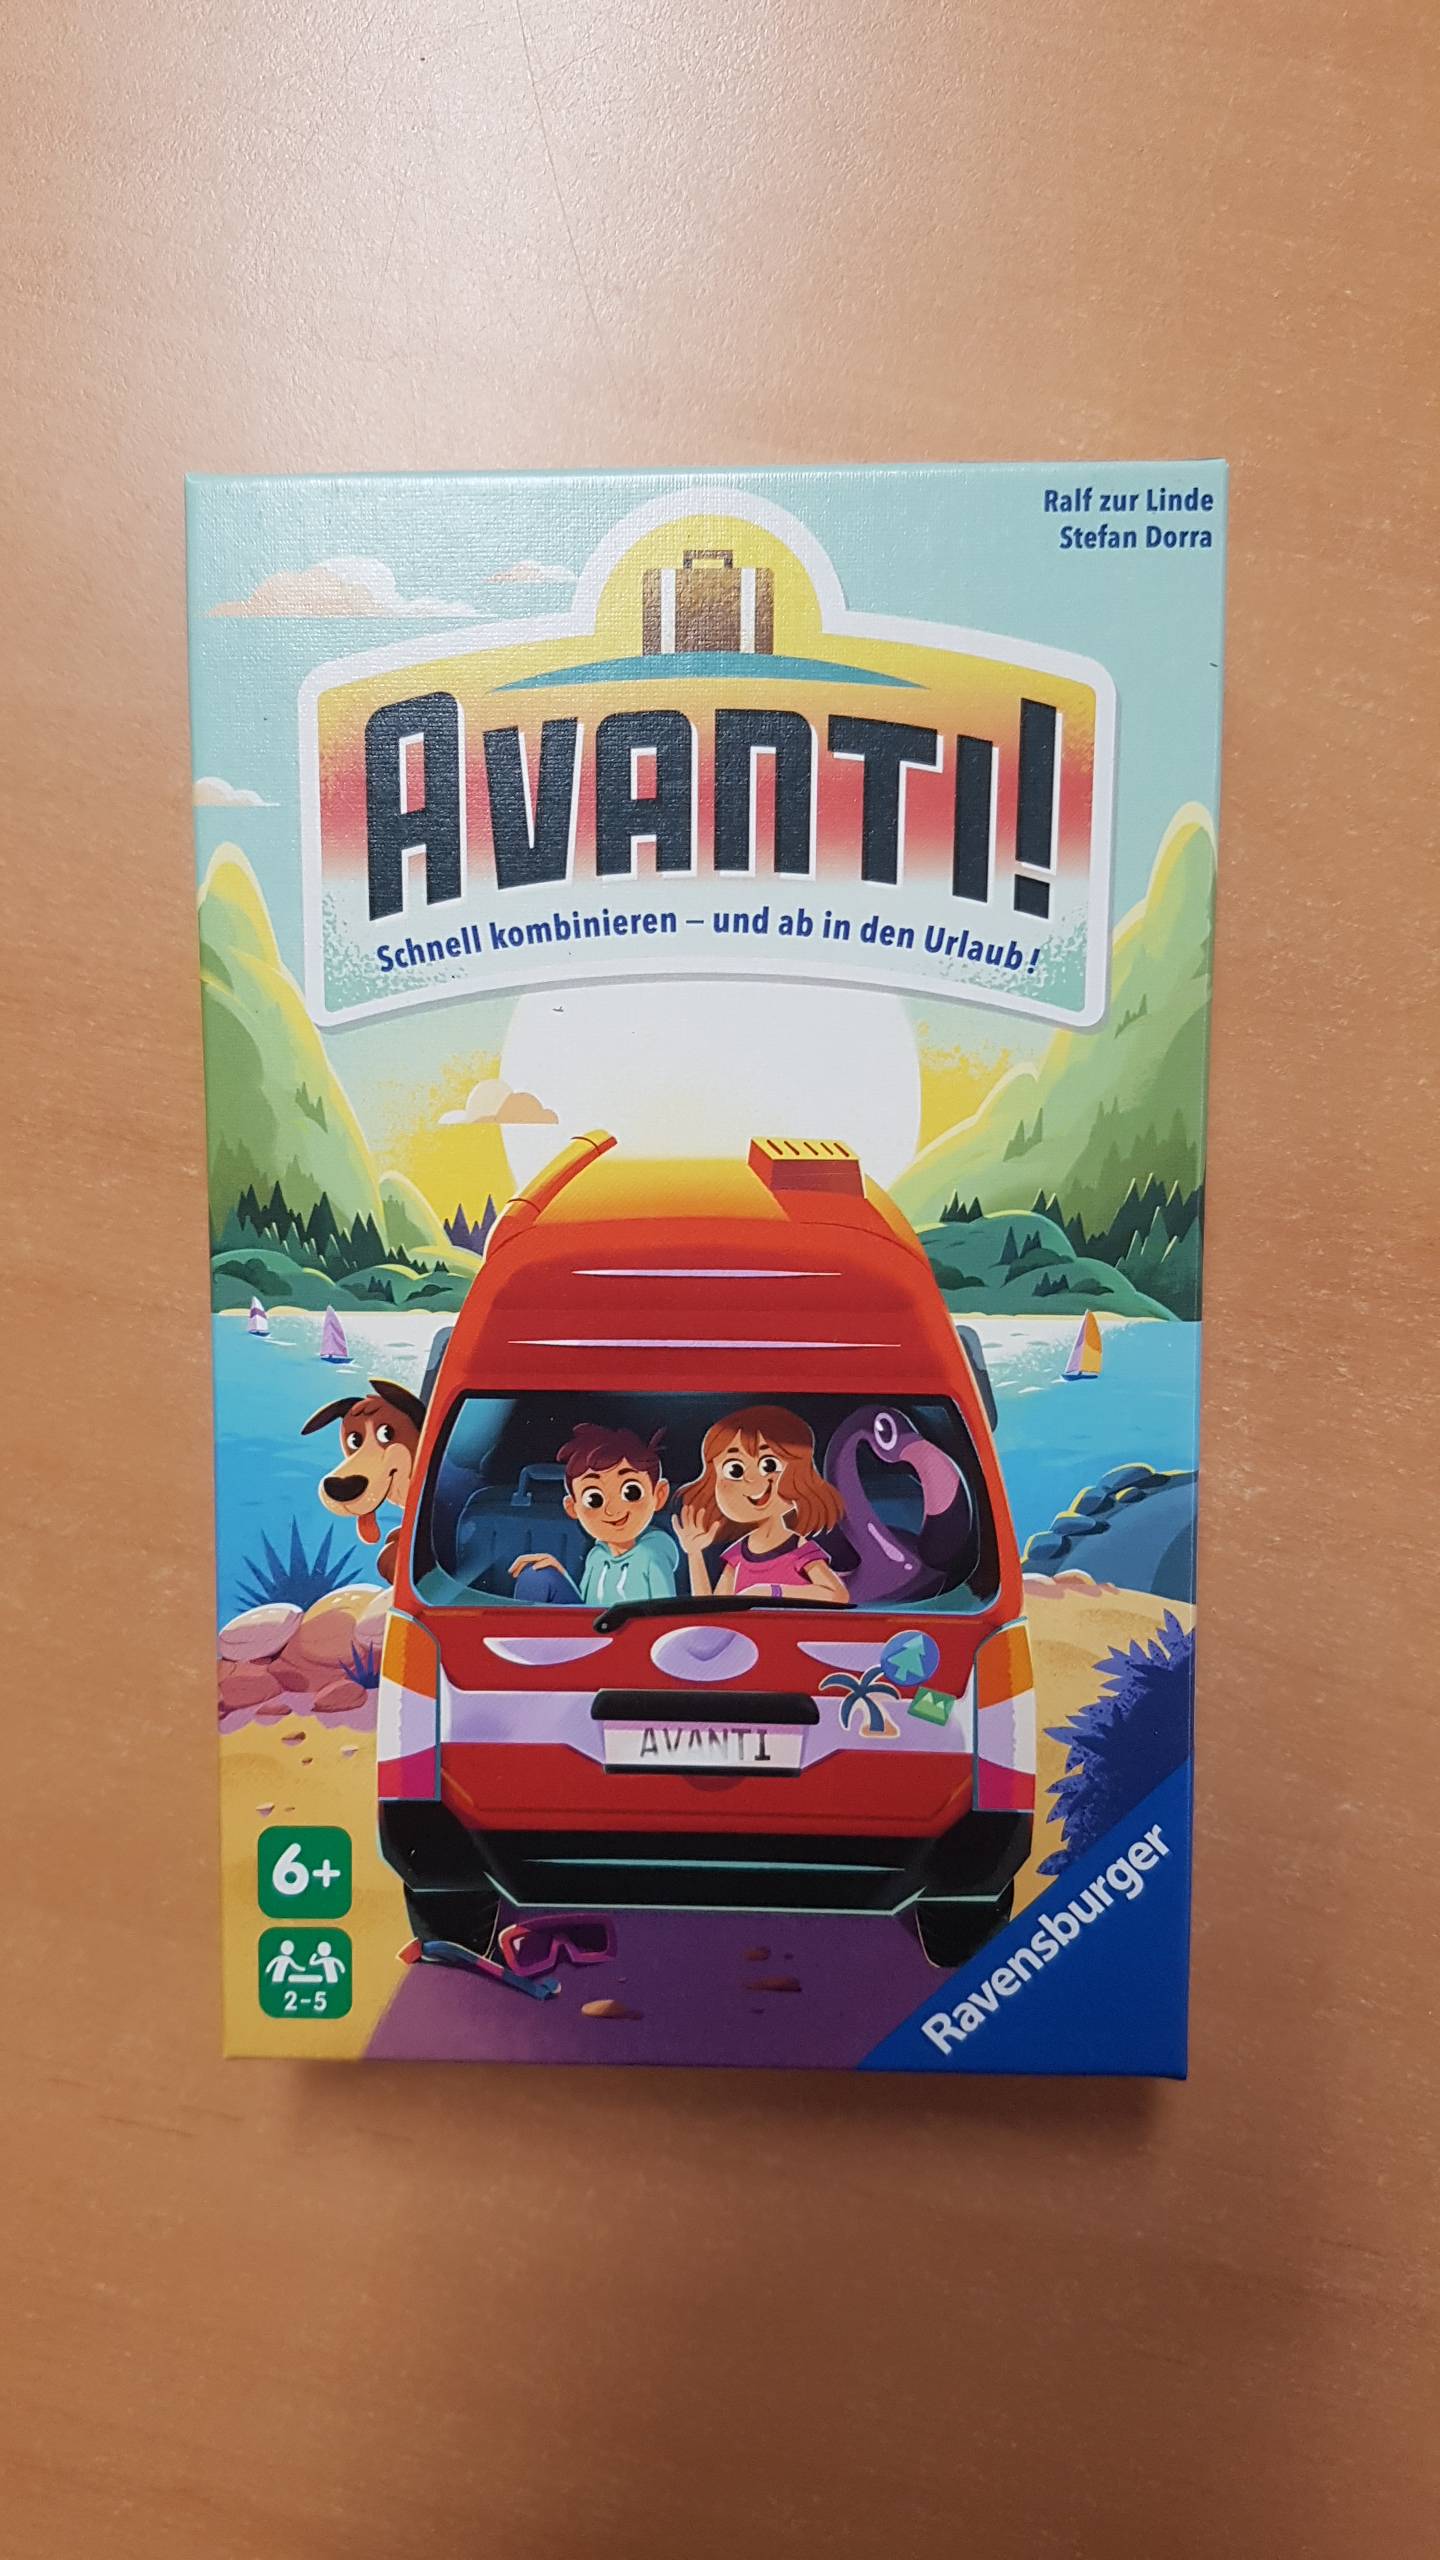 Ralf zur Linde
Stefan Dorra
AVANTI!
Schnell kombinieren – und ab in den Urlaub!
AVANTI
6+
2-5
Ravensburger